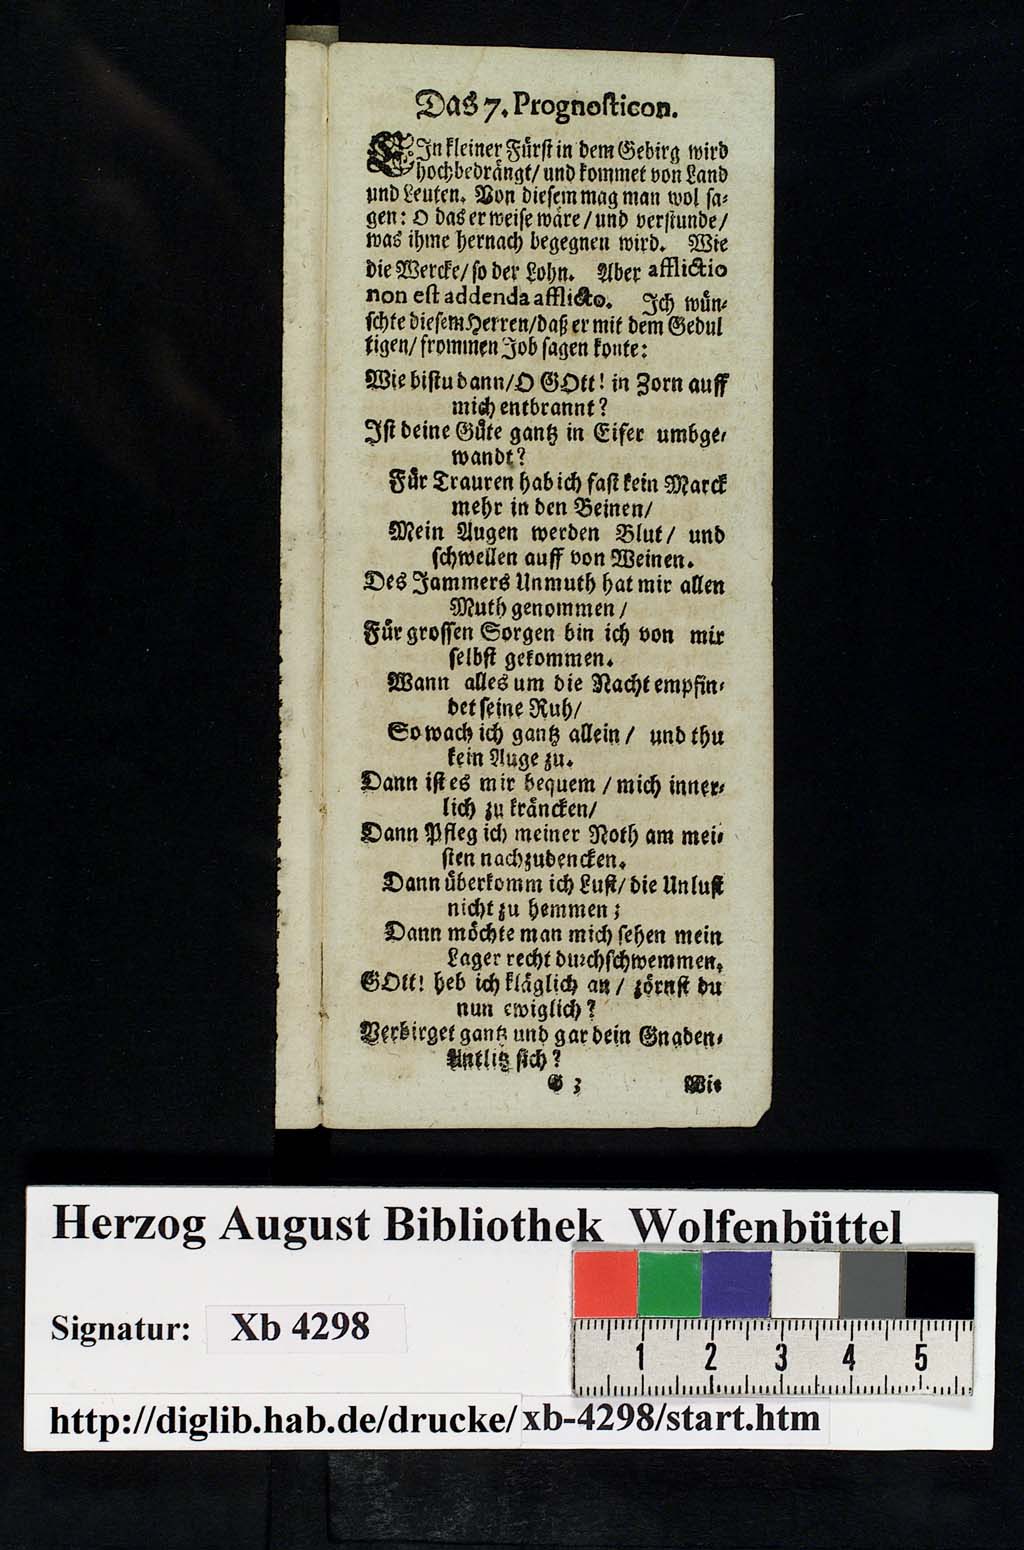 Das 7. Prognosticon.
EIn kleiner Fürst in dem Gebirg wird
hochbedrängt/ und kommet von Land
und Leuten. Von diesem mag man wol sa-
gen: O das er weise wäre/ und verstunde/
was ihme hernach begegnen wird. Wie
die Wercke/ so der Lohn. Aber afflictio
non est addenda afflicto. Ich wün-
schte diesem Herren/ daß er mit dem Gedul
tigen/ frommen Job sagen konte:
Wie bistu dann/ O GOtt! in Zorn auff
mich entbrannt?
Ist deine Güte gantz in Eifer umbge-
wandt?
Für Trauren hab ich fast kein Marck
mehr in den Beinen/
Mein Augen werden Blut/ und
schwellen auff von Weinen.
Des Jammers Unmuth hat mir allen
Muth genommen/
Für grossen Sorgen bin ich von mir
selbst gekommen.
Wann alles um die Nacht empfin-
det seine Ruh/
So wach ich gantz allein/ und thu
kein Auge zu.
Dann ist es mir bequem/ mich inner-
lich zu kräncken/
Dann Pfleg ich meiner Noth am mei-
sten nachzudencken.
Dann überkomm ich Lust/ die Unlust
nicht zu hemmen;
Dann möchte man mich sehen mein
Lager recht durchschwemmen.
GOtt! heb ich kläglich an/ zörnst du
nun ewiglich?
Verbirget gantz und gar dein Gnaden-
Antlitz sich?
G 3 Wie
Herzog August Bibliothek Wolfenbüttel
Signatur: Xb 4298
1 2 3 4 5
http://diglib.hab.de/drucke/xb-4298/start.htm